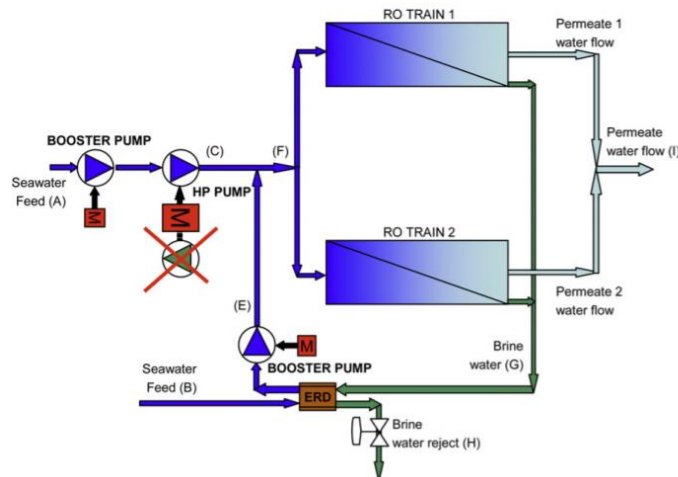 RO TRAIN 1
Permeate 1
water flow
BOOSTER PUMP
(C)
(F)
Permeate
water flow (I)
Seawater
Feed (A)
HP PUMP
M
M
RO TRAIN 2
(E)
Permeate 2
water flow
M
Brine
water (G)
Seawater
Feed (B)
BOOSTER PUMP
ERD
Brine
water reject (H)